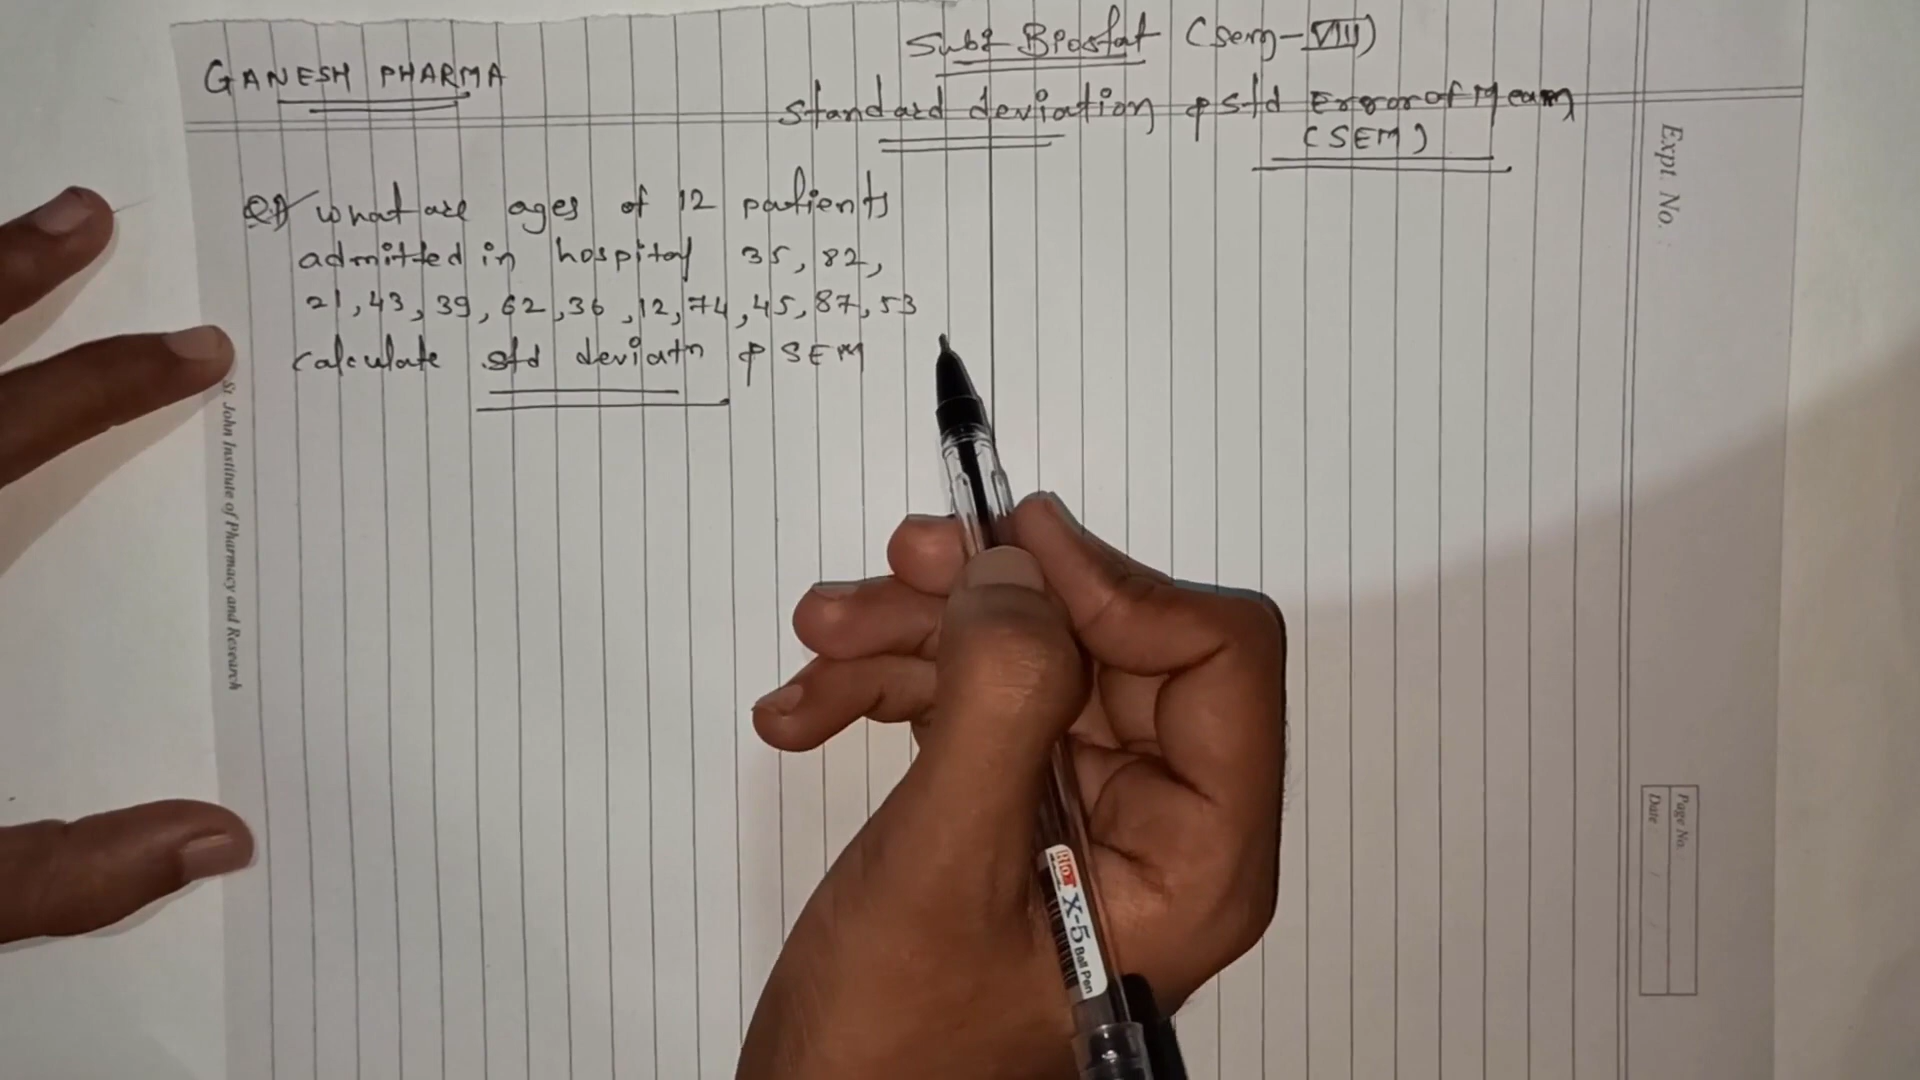 GANESH PHARMA
Sub: Biostat (Sem-VIII)
Standard deviation & Std Error of Mean
(SEM)
Q1) what are ages of 12 patients
admitted in hospital 35, 82,
21, 43, 39, 62, 36, 12, 74, 45, 87, 53
calculate std deviatn & SEM
Expt. No. :
St. John Institute of Pharmacy and Research
Page No. :
Date : / /
HDT X-5 Ball Pen